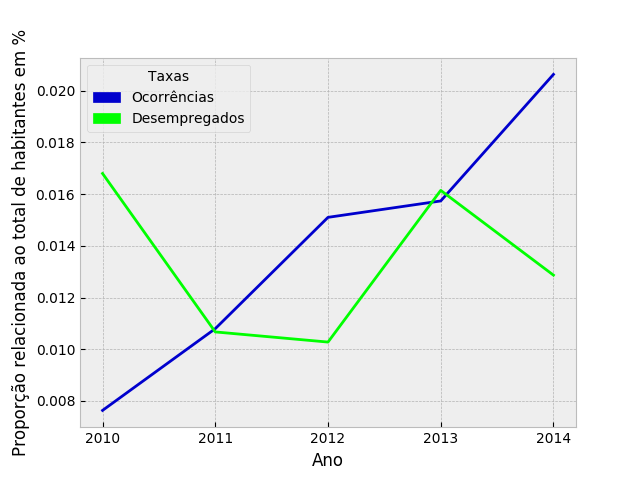 Proporção relacionada ao total de habitantes em %
Taxas
Ocorrências
Desempregados
0.020
0.018
0.016
0.014
0.012
0.010
0.008
2010 2011 2012 2013 2014
Ano